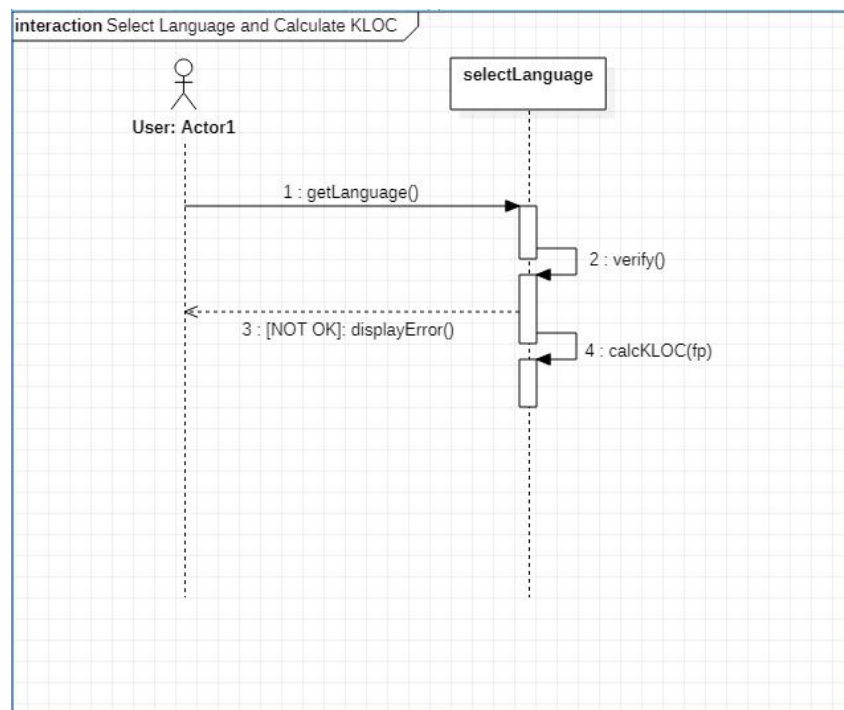 interaction Select Language and Calculate KLOC
selectLanguage
User: Actor1
1 : getLanguage()
2 : verify()
3 : [NOT OK]: displayError()
4 : calcKLOC(fp)